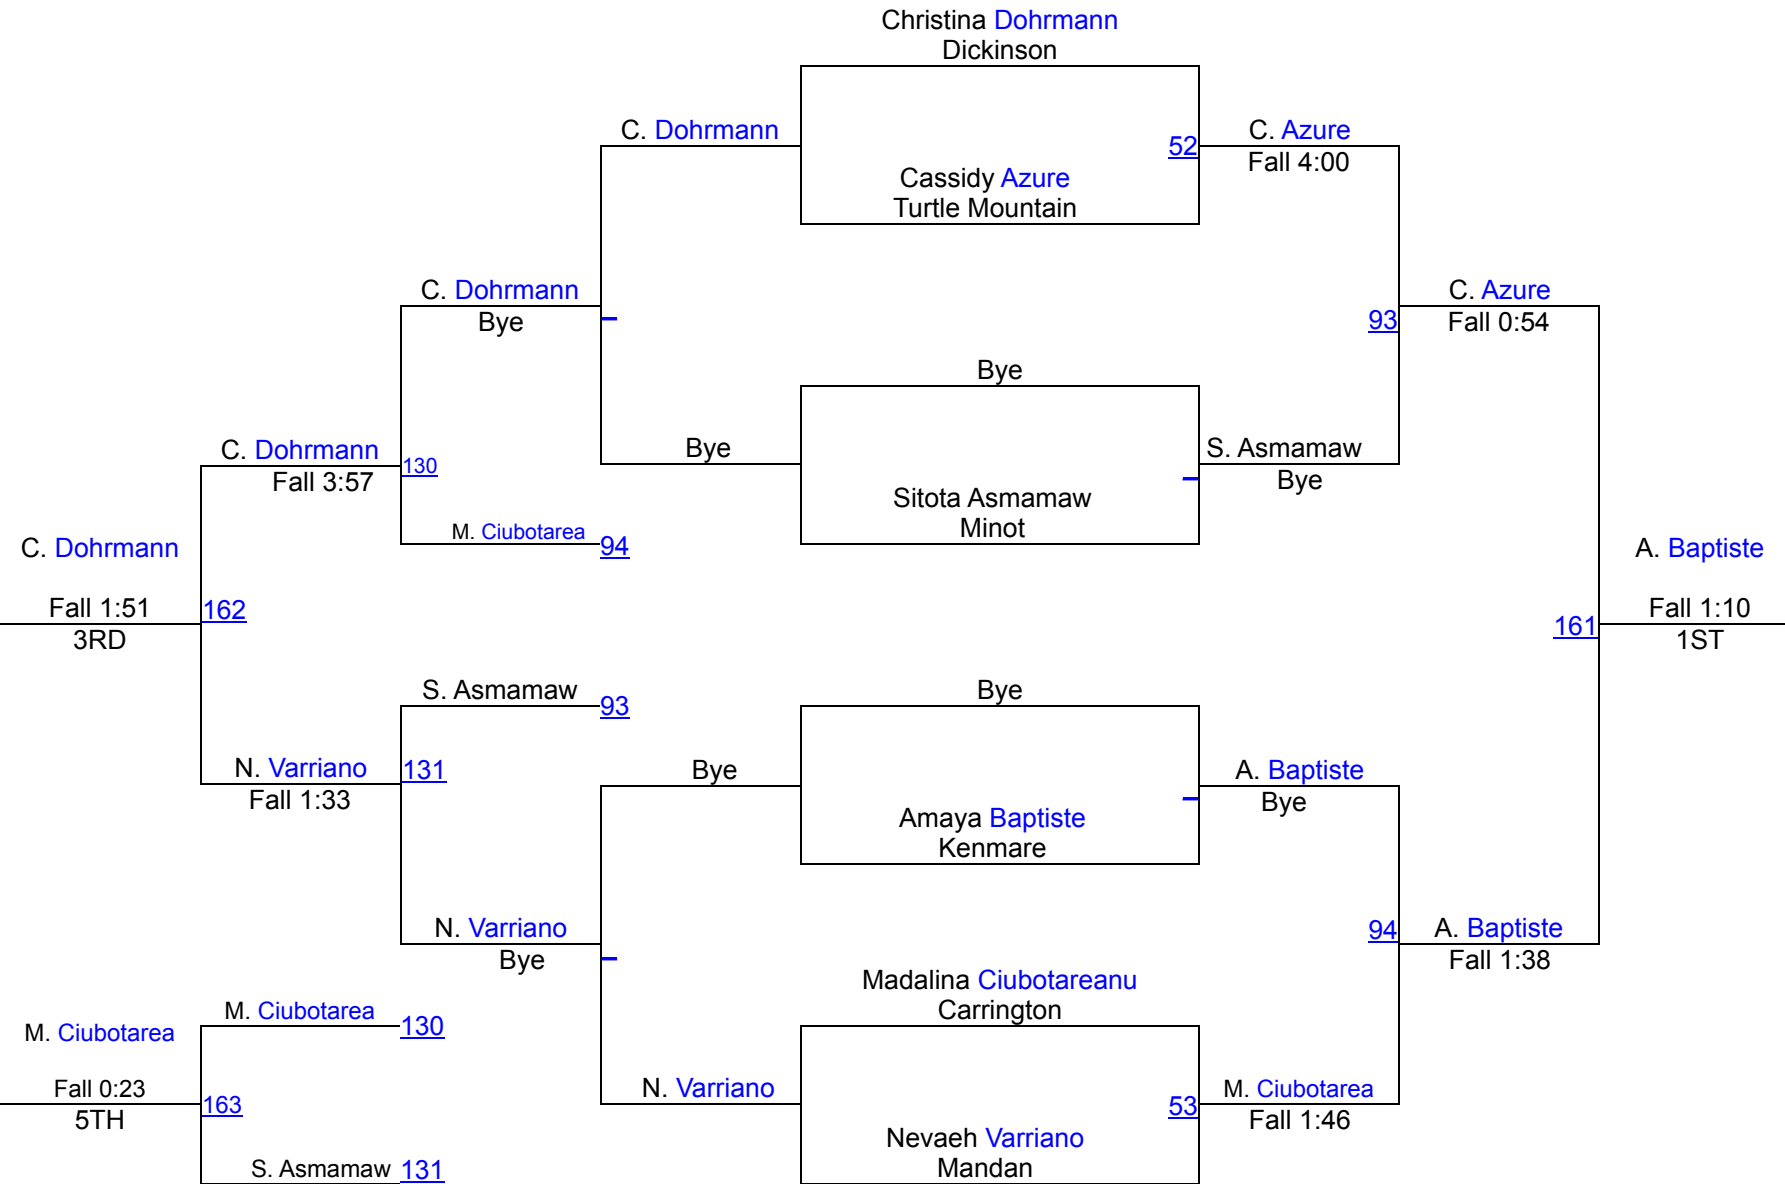 Christina Dohrmann
Dickinson
C. Dohrmann
52
C. Azure
Fall 4:00
Cassidy Azure
Turtle Mountain
C. Dohrmann
Bye
93
C. Azure
Fall 0:54
Bye
C. Dohrmann
Fall 3:57
130
Bye
S. Asmamaw
Bye
Sitota Asmamaw
Minot
M. Ciubotarea
94
C. Dohrmann
Fall 1:51
3RD
162
161
A. Baptiste
Fall 1:10
1ST
S. Asmamaw
93
Bye
N. Varriano
Fall 1:33
131
Bye
A. Baptiste
Bye
Amaya Baptiste
Kenmare
N. Varriano
Bye
94
A. Baptiste
Fall 1:38
Madalina Ciubotareanu
Carrington
M. Ciubotarea
130
M. Ciubotarea
Fall 0:23
5TH
163
N. Varriano
53
M. Ciubotarea
Fall 1:46
Nevaeh Varriano
Mandan
S. Asmamaw
131